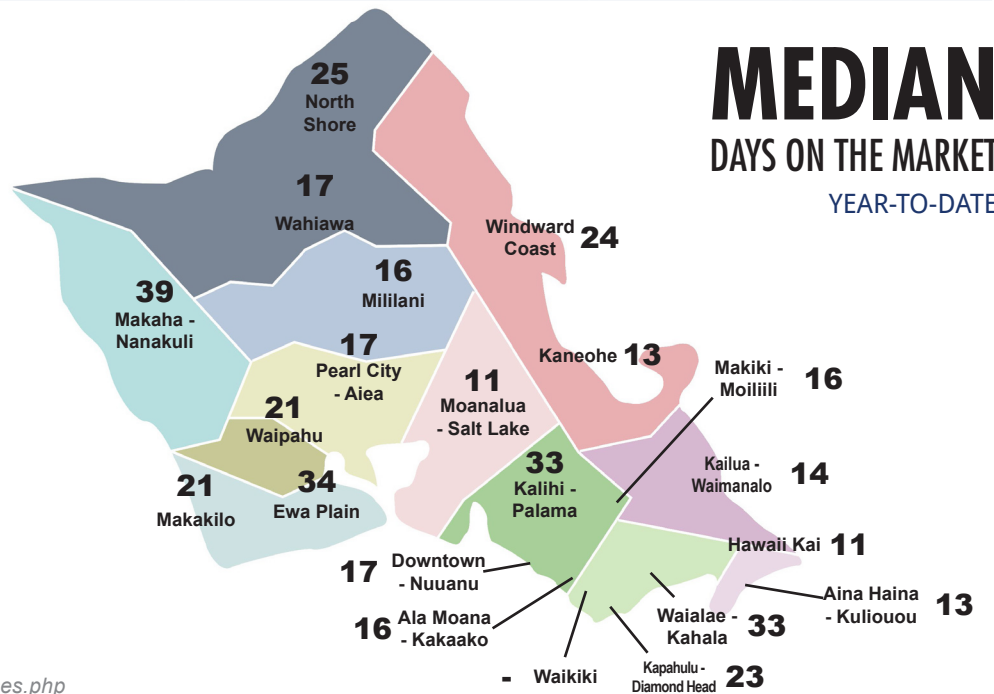 MEDIAN
DAYS ON THE MARKET
YEAR-TO-DATE
25
North
Shore
17
Wahiawa
Windward
Coast 24
16
Mililani
39
Makaha -
Nanakuli
17
Pearl City
- Aiea
Kaneohe 13
11
Moanalua
- Salt Lake
Makiki -
Moiliili 16
21
Waipahu
33
Kalihi -
Palama
Kailua -
Waimanalo 14
21
Makakilo
34
Ewa Plain
Hawaii Kai 11
17 Downtown
- Nuuanu
Aina Haina
- Kuliouou 13
16 Ala Moana
- Kakaako
Waialae -
Kahala 33
- Waikiki
Kapahulu -
Diamond Head 23
es.php